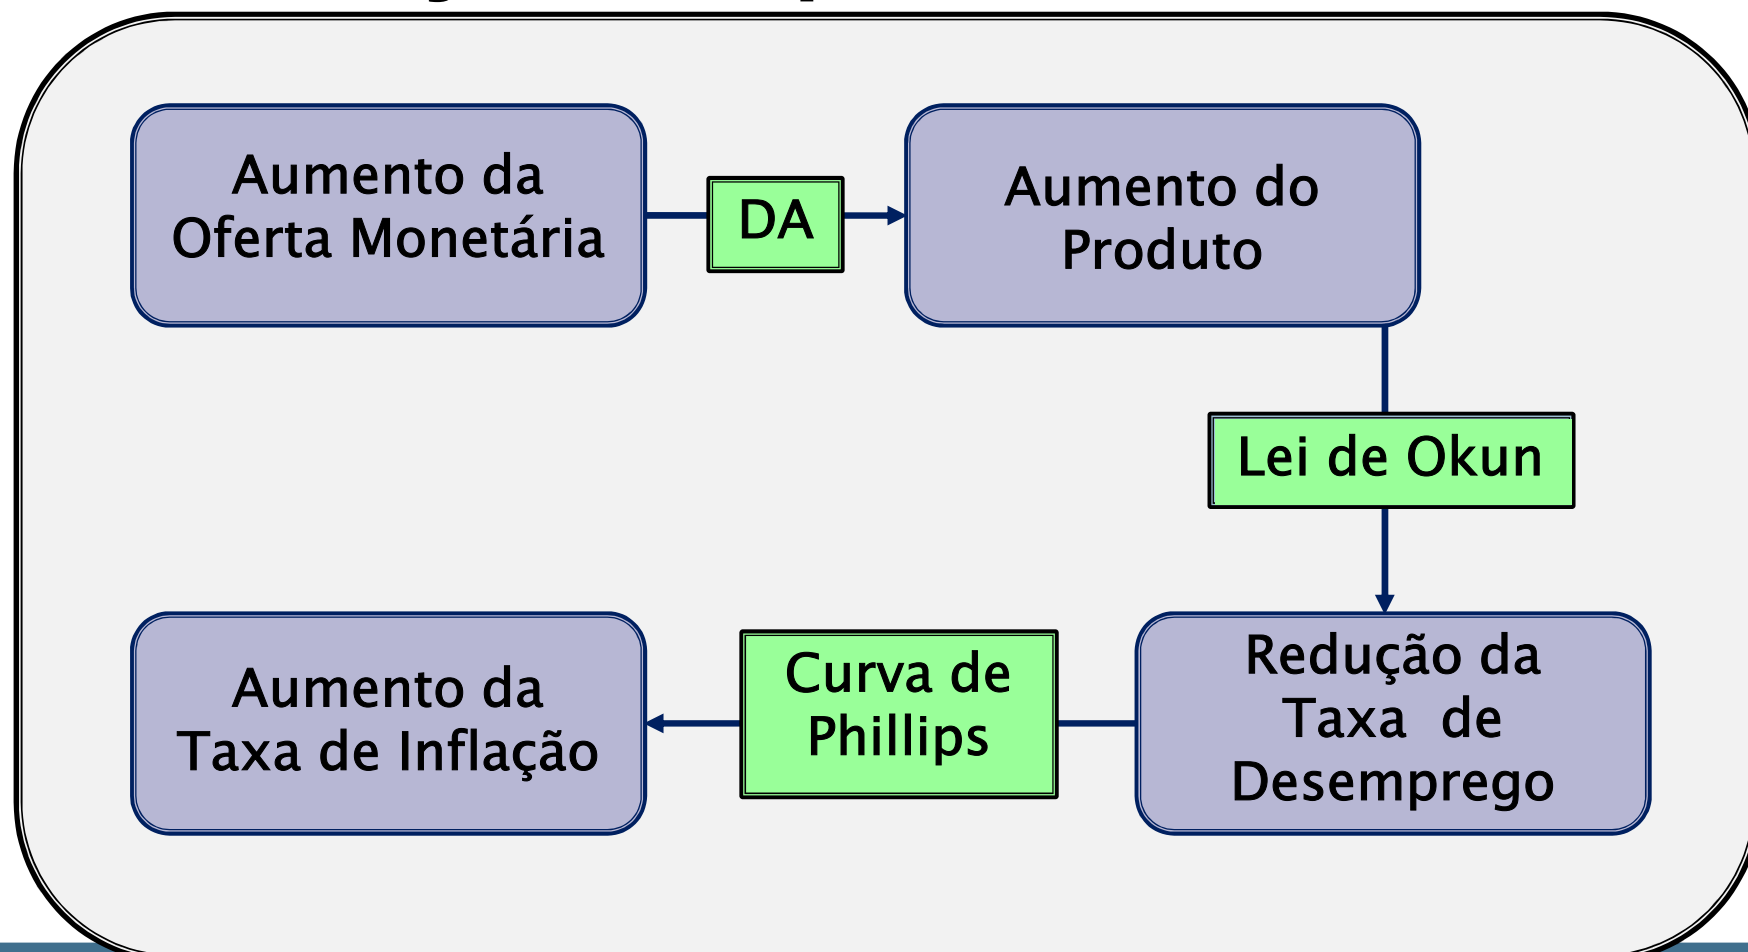 Aumento da
Oferta Monetária
DA
Aumento do
Produto
Lei de Okun
Redução da
Taxa de
Desemprego
Curva de
Phillips
Aumento da
Taxa de Inflação